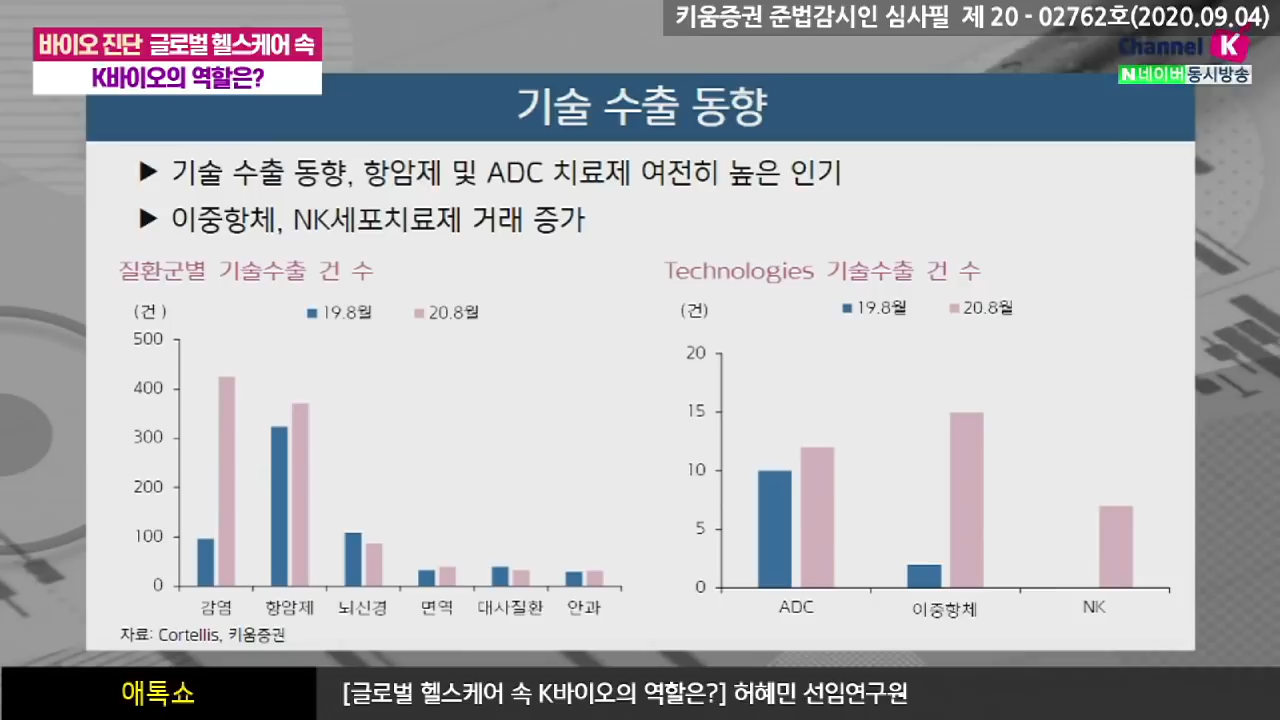 키움증권 준법감시인 심사필 제 20 - 02762호(2020.09.04)
바이오 진단 글로벌 헬스케어 속
K바이오의 역할은?
Channel K
N 네이버 동시방송
기술 수출 동향
▶ 기술 수출 동향, 항암제 및 ADC 치료제 여전히 높은 인기
▶ 이중항체, NK세포치료제 거래 증가
질환군별 기술수출 건 수
(건 )
19.8월 20.8월
500
400
300
200
100
0
감염 항암제 뇌신경 면역 대사질환 안과
자료: Cortellis, 키움증권
Technologies 기술수출 건 수
(건)
19.8월 20.8월
20
15
10
5
0
ADC 이중항체 NK
애톡쇼
[글로벌 헬스케어 속 K바이오의 역할은?] 허혜민 선임연구원